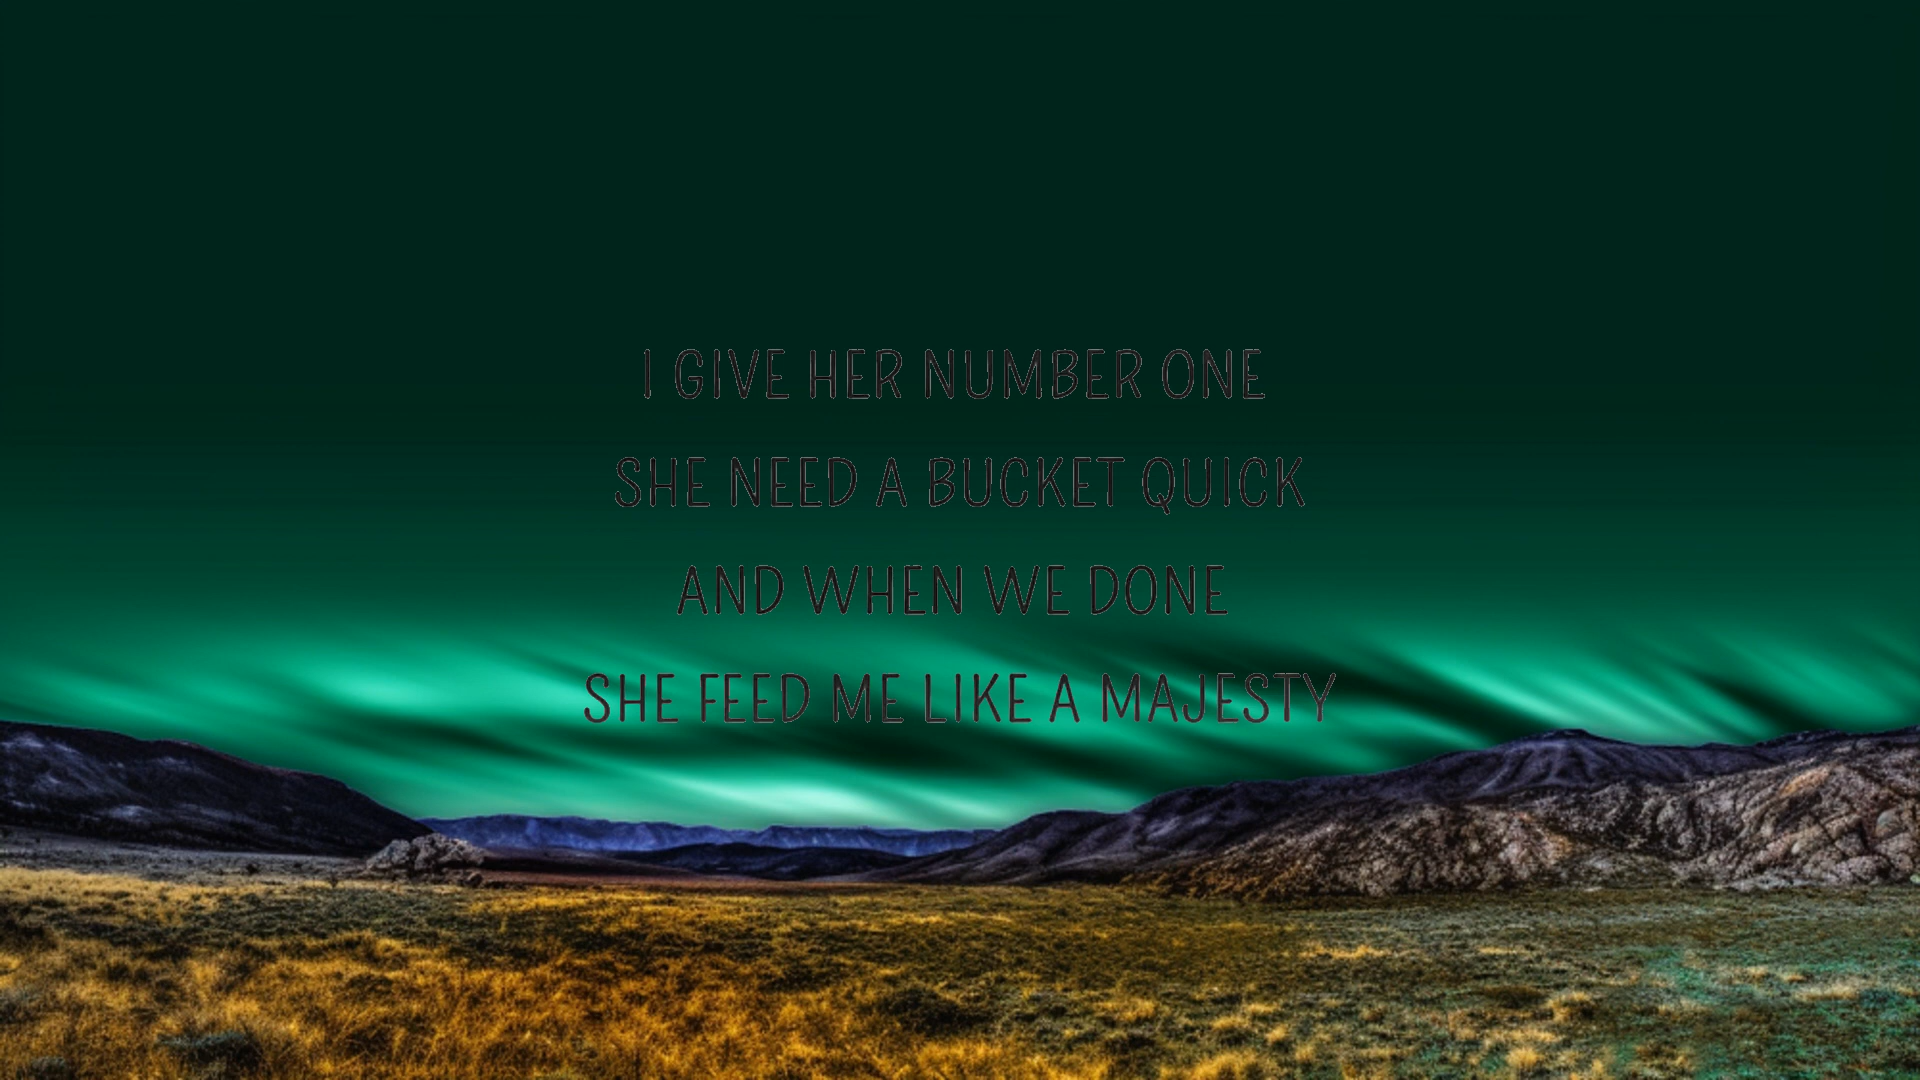 I GIVE HER NUMBER ONE
SHE NEED A BUCKET QUICK
AND WHEN WE DONE
SHE FEED ME LIKE A MAJESTY